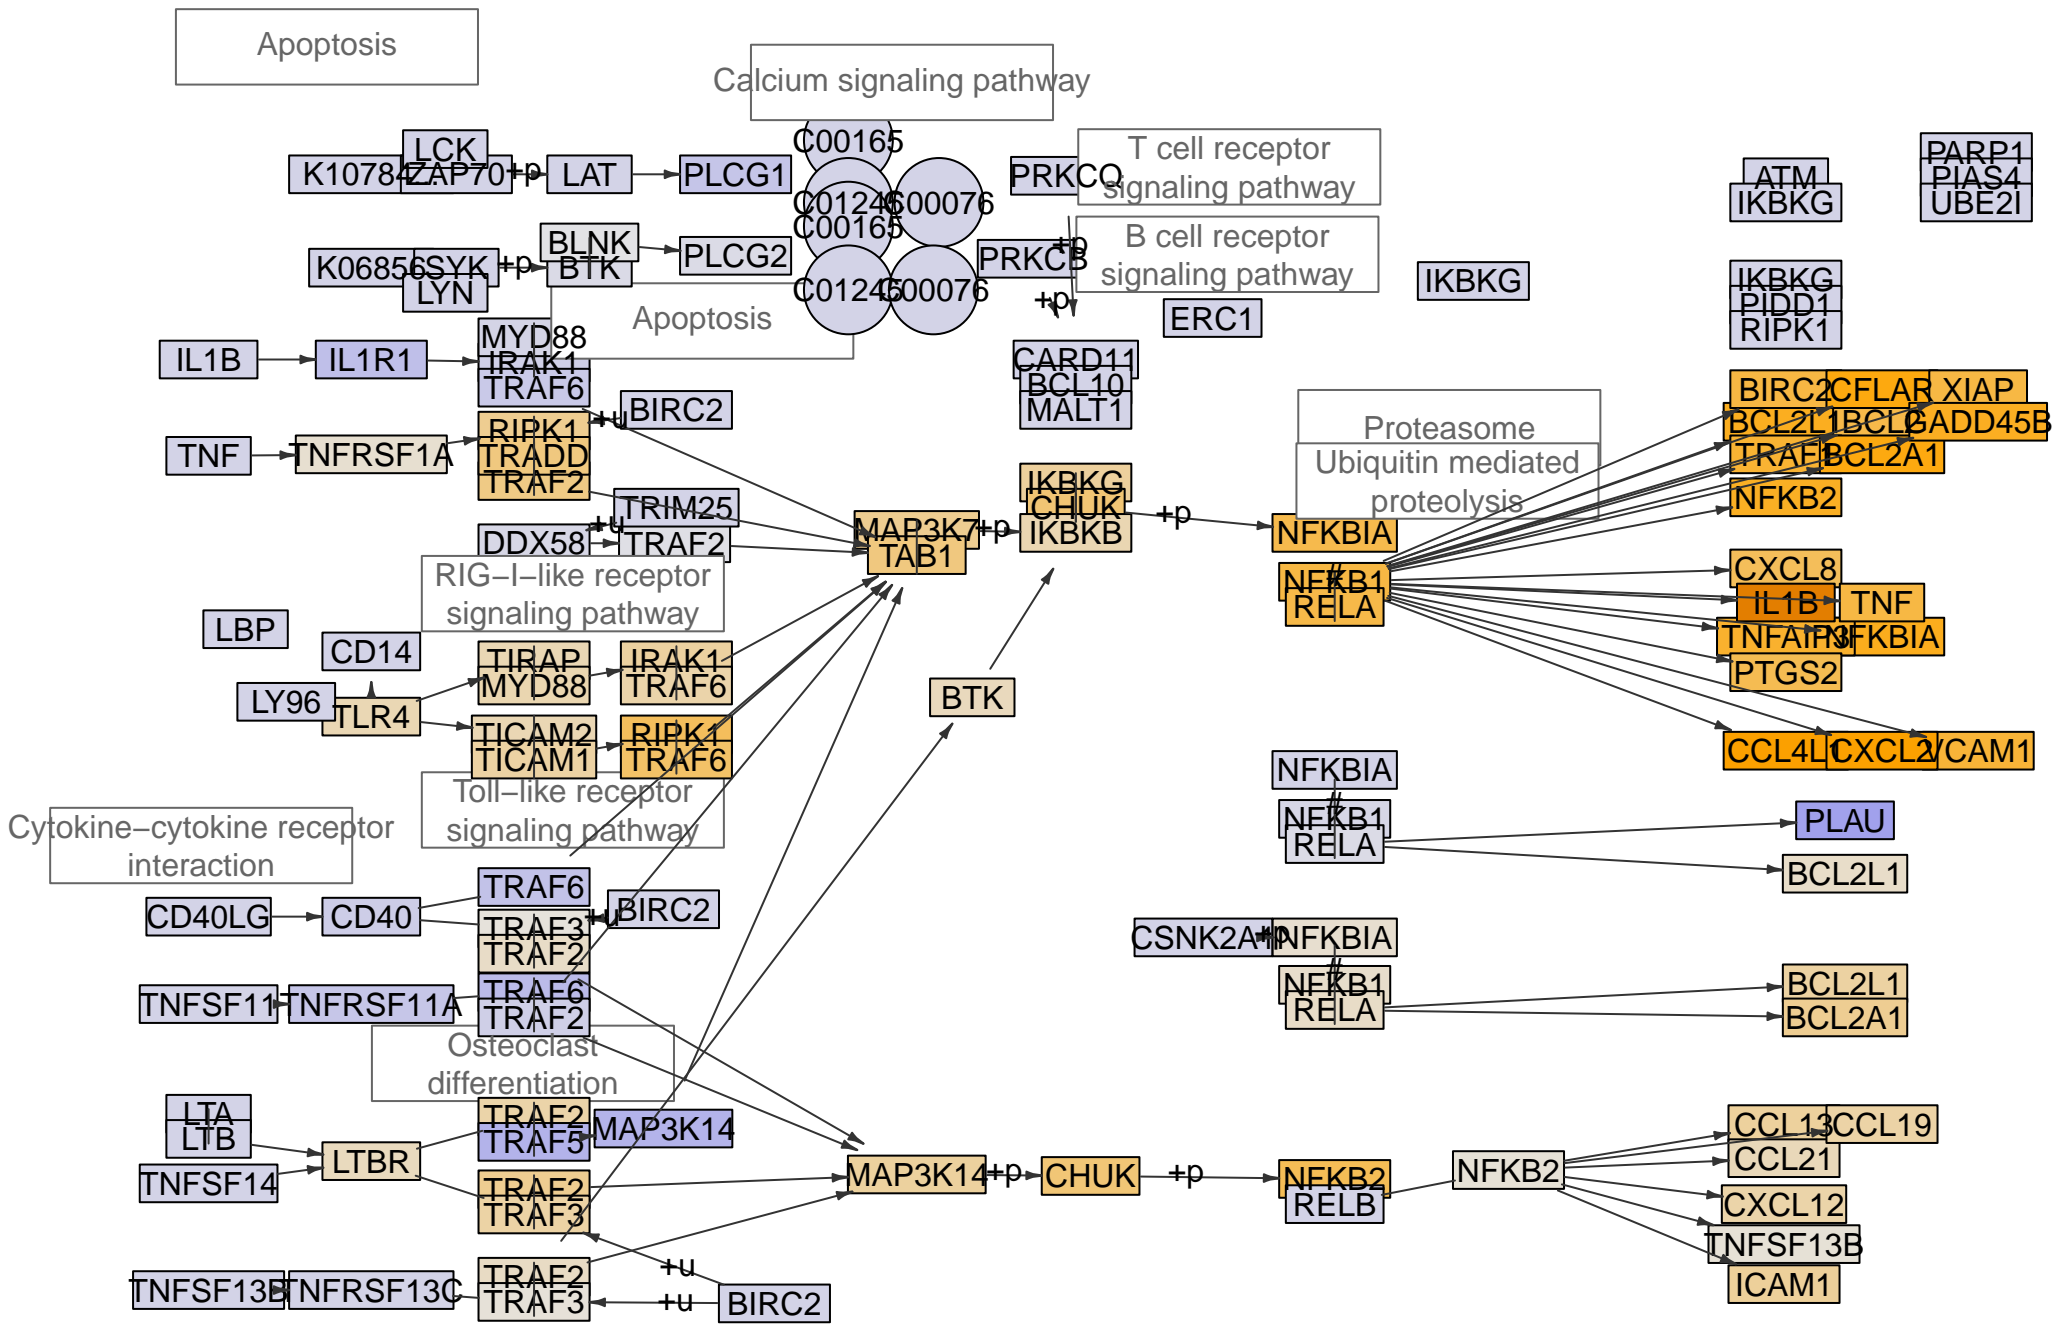 Apoptosis
Calcium signaling pathway
T cell receptor
signaling pathway
B cell receptor
signaling pathway
LCK
K10784
ZAP70
+p
LAT
PLCG1
C00165
C01246
C00076
C00165
C01245
C00076
PRKCQ
+p
PRKCB
+p
ATM
IKBKG
PARP1
PIAS4
UBE2I
K06856
SYK
LYN
+p
BLNK
BTK
PLCG2
Apoptosis
ERC1
IKBKG
IKBKG
PIDD1
RIPK1
IL1B
IL1R1
MYD88
IRAK1
TRAF6
CARD11
BCL10
MALT1
TNF
TNFRSF1A
RIPK1
TRADD
TRAF2
+u
BIRC2
Proteasome
Ubiquitin mediated
proteolysis
BIRC2
CFLAR
XIAP
BCL2L1
BCL2
GADD45B
TRAF1
BCL2A1
NFKB2
DDX58
+u
TRIM25
TRAF2
MAP3K7
TAB1
+p
IKBKG
CHUK
IKBKB
+p
NFKBIA
NFKB1
RELA
CXCL8
IL1B
TNF
TNFAIP3
NFKBIA
PTGS2
CCL4L1
CXCL2
VCAM1
RIG−I−like receptor
signaling pathway
LBP
CD14
LY96
TLR4
TIRAP
MYD88
IRAK1
TRAF6
TICAM2
TICAM1
RIPK1
TRAF6
BTK
Toll−like receptor
signaling pathway
Cytokine−cytokine receptor
interaction
NFKBIA
NFKB1
RELA
PLAU
BCL2L1
CD40LG
CD40
TRAF6
TRAF3
TRAF2
+u
BIRC2
CSNK2A1
+p
NFKBIA
NFKB1
RELA
BCL2L1
BCL2A1
TNFSF11
TNFRSF11A
TRAF6
TRAF2
Osteoclast
differentiation
LTA
LTB
TNFSF14
LTBR
TRAF2
TRAF5
MAP3K14
TRAF2
TRAF3
MAP3K14
+p
CHUK
+p
NFKB2
RELB
NFKB2
CCL13
CCL19
CCL21
CXCL12
TNFSF13B
ICAM1
TNFSF13B
TNFRSF13C
TRAF2
TRAF3
+u
+u
BIRC2